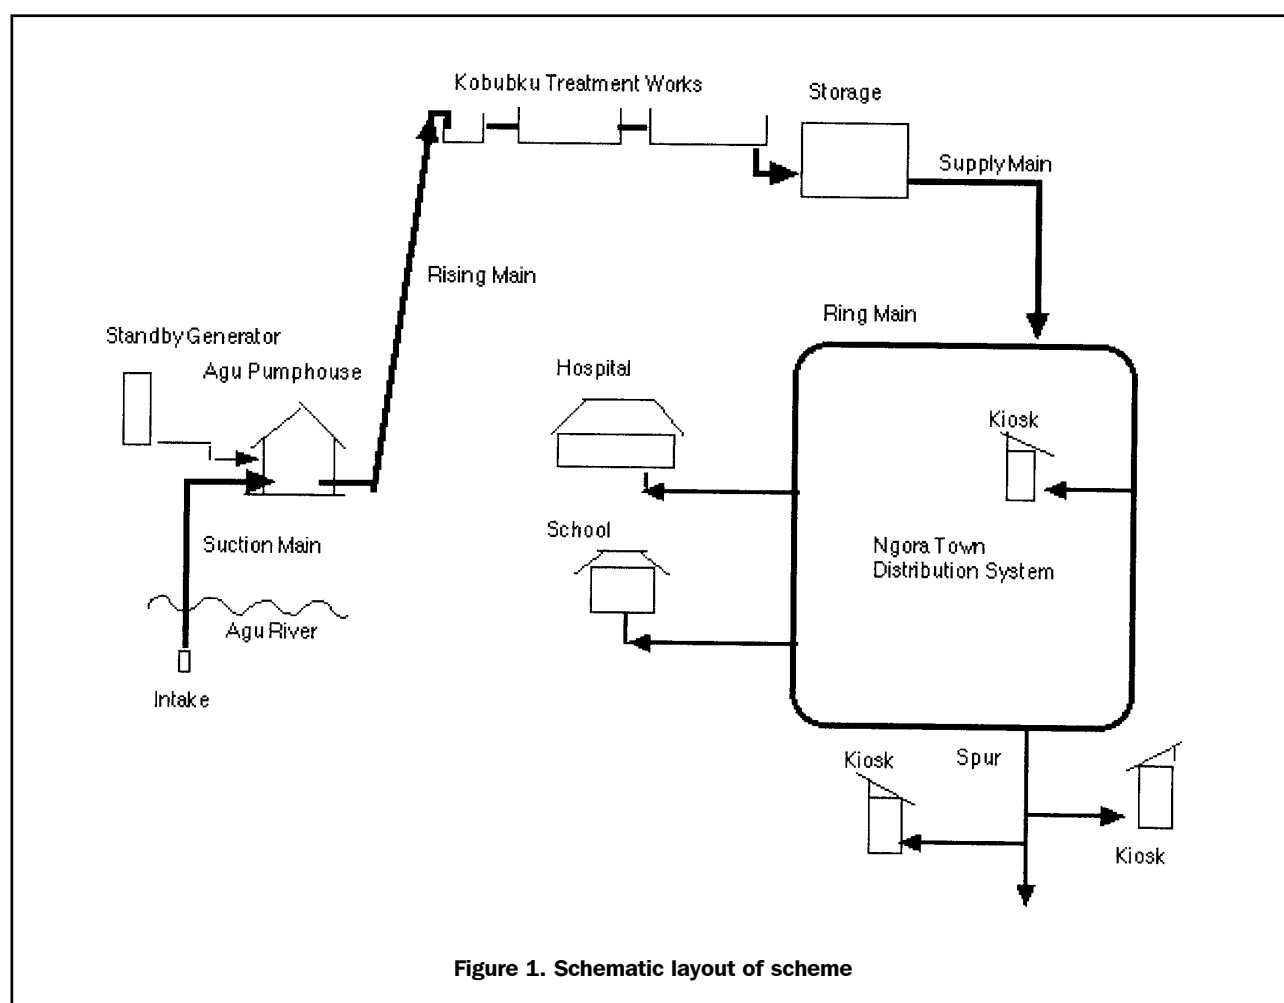 Kobubku Treatment Works
Storage
Supply Main
Rising Main
Ring Main
Standby Generator
Agu Pumphouse
Hospital
Kiosk
School
Suction Main
Ngora Town
Distribution System
Agu River
Intake
Kiosk
Spur
Kiosk
Figure 1. Schematic layout of scheme